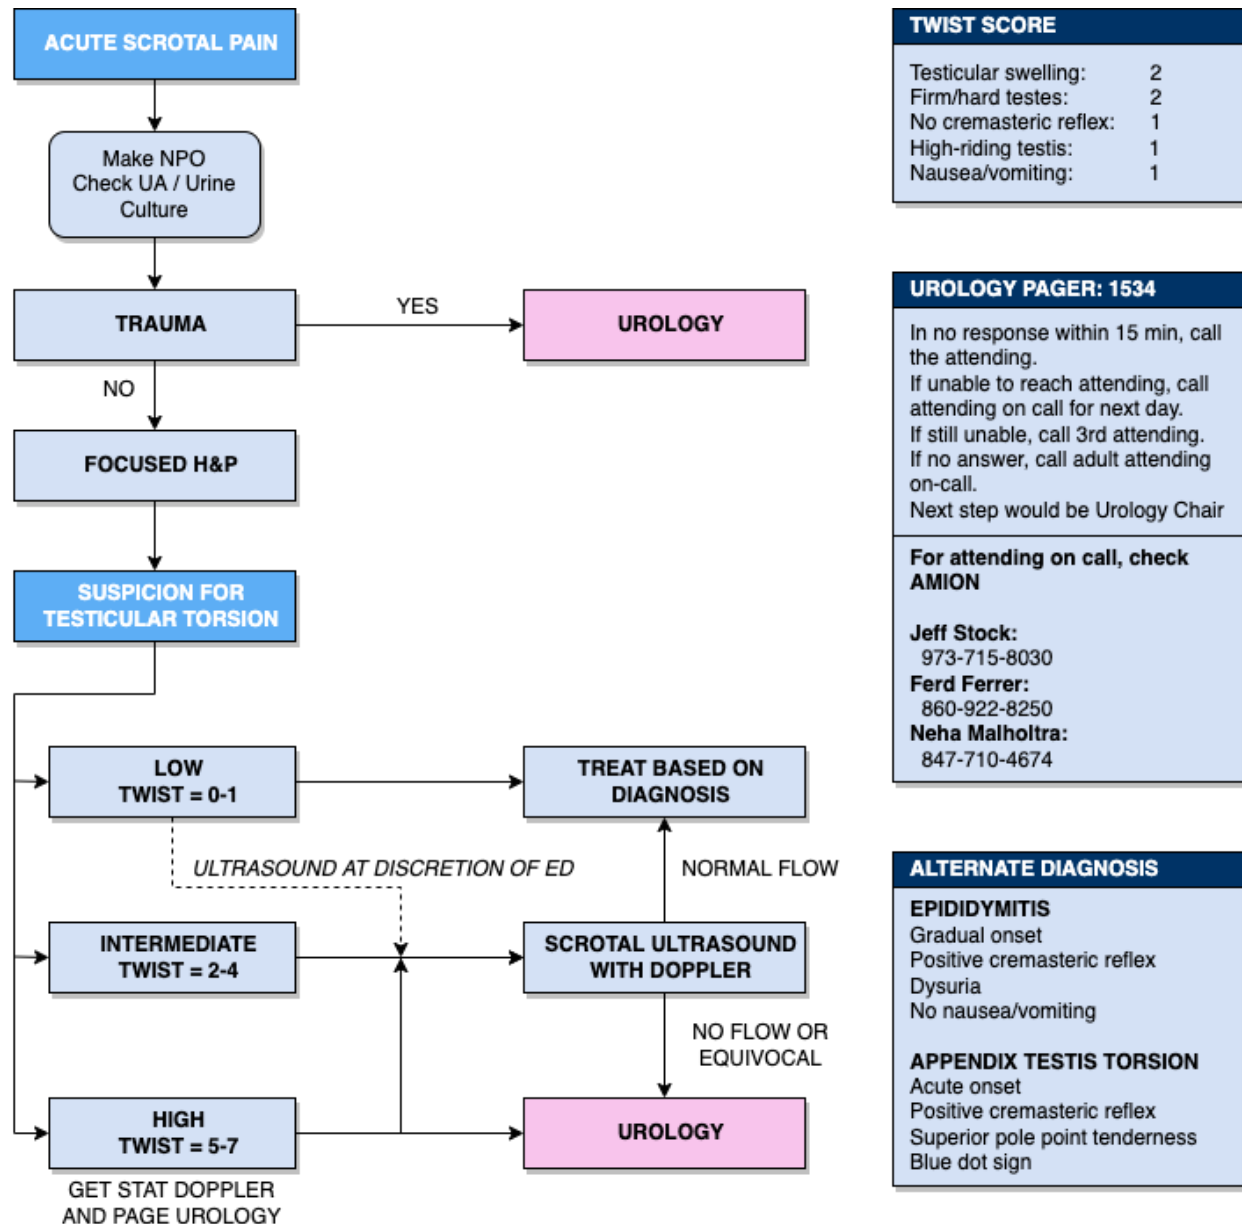 ACUTE SCROTAL PAIN
Make NPO
Check UA / Urine
Culture
TRAUMA
YES
UROLOGY
NO
FOCUSED H&P
SUSPICION FOR
TESTICULAR TORSION
LOW
TWIST = 0-1
TREAT BASED ON
DIAGNOSIS
ULTRASOUND AT DISCRETION OF ED
NORMAL FLOW
INTERMEDIATE
TWIST = 2-4
SCROTAL ULTRASOUND
WITH DOPPLER
NO FLOW OR
EQUIVOCAL
HIGH
TWIST = 5-7
UROLOGY
GET STAT DOPPLER
AND PAGE UROLOGY
TWIST SCORE
Testicular swelling: 2
Firm/hard testes: 2
No cremasteric reflex: 1
High-riding testis: 1
Nausea/vomiting: 1
UROLOGY PAGER: 1534
In no response within 15 min, call
the attending.
If unable to reach attending, call
attending on call for next day.
If still unable, call 3rd attending.
If no answer, call adult attending
on-call.
Next step would be Urology Chair
For attending on call, check
AMION
Jeff Stock:
973-715-8030
Ferd Ferrer:
860-922-8250
Neha Malholtra:
847-710-4674
ALTERNATE DIAGNOSIS
EPIDIDYMITIS
Gradual onset
Positive cremasteric reflex
Dysuria
No nausea/vomiting
APPENDIX TESTIS TORSION
Acute onset
Positive cremasteric reflex
Superior pole point tenderness
Blue dot sign